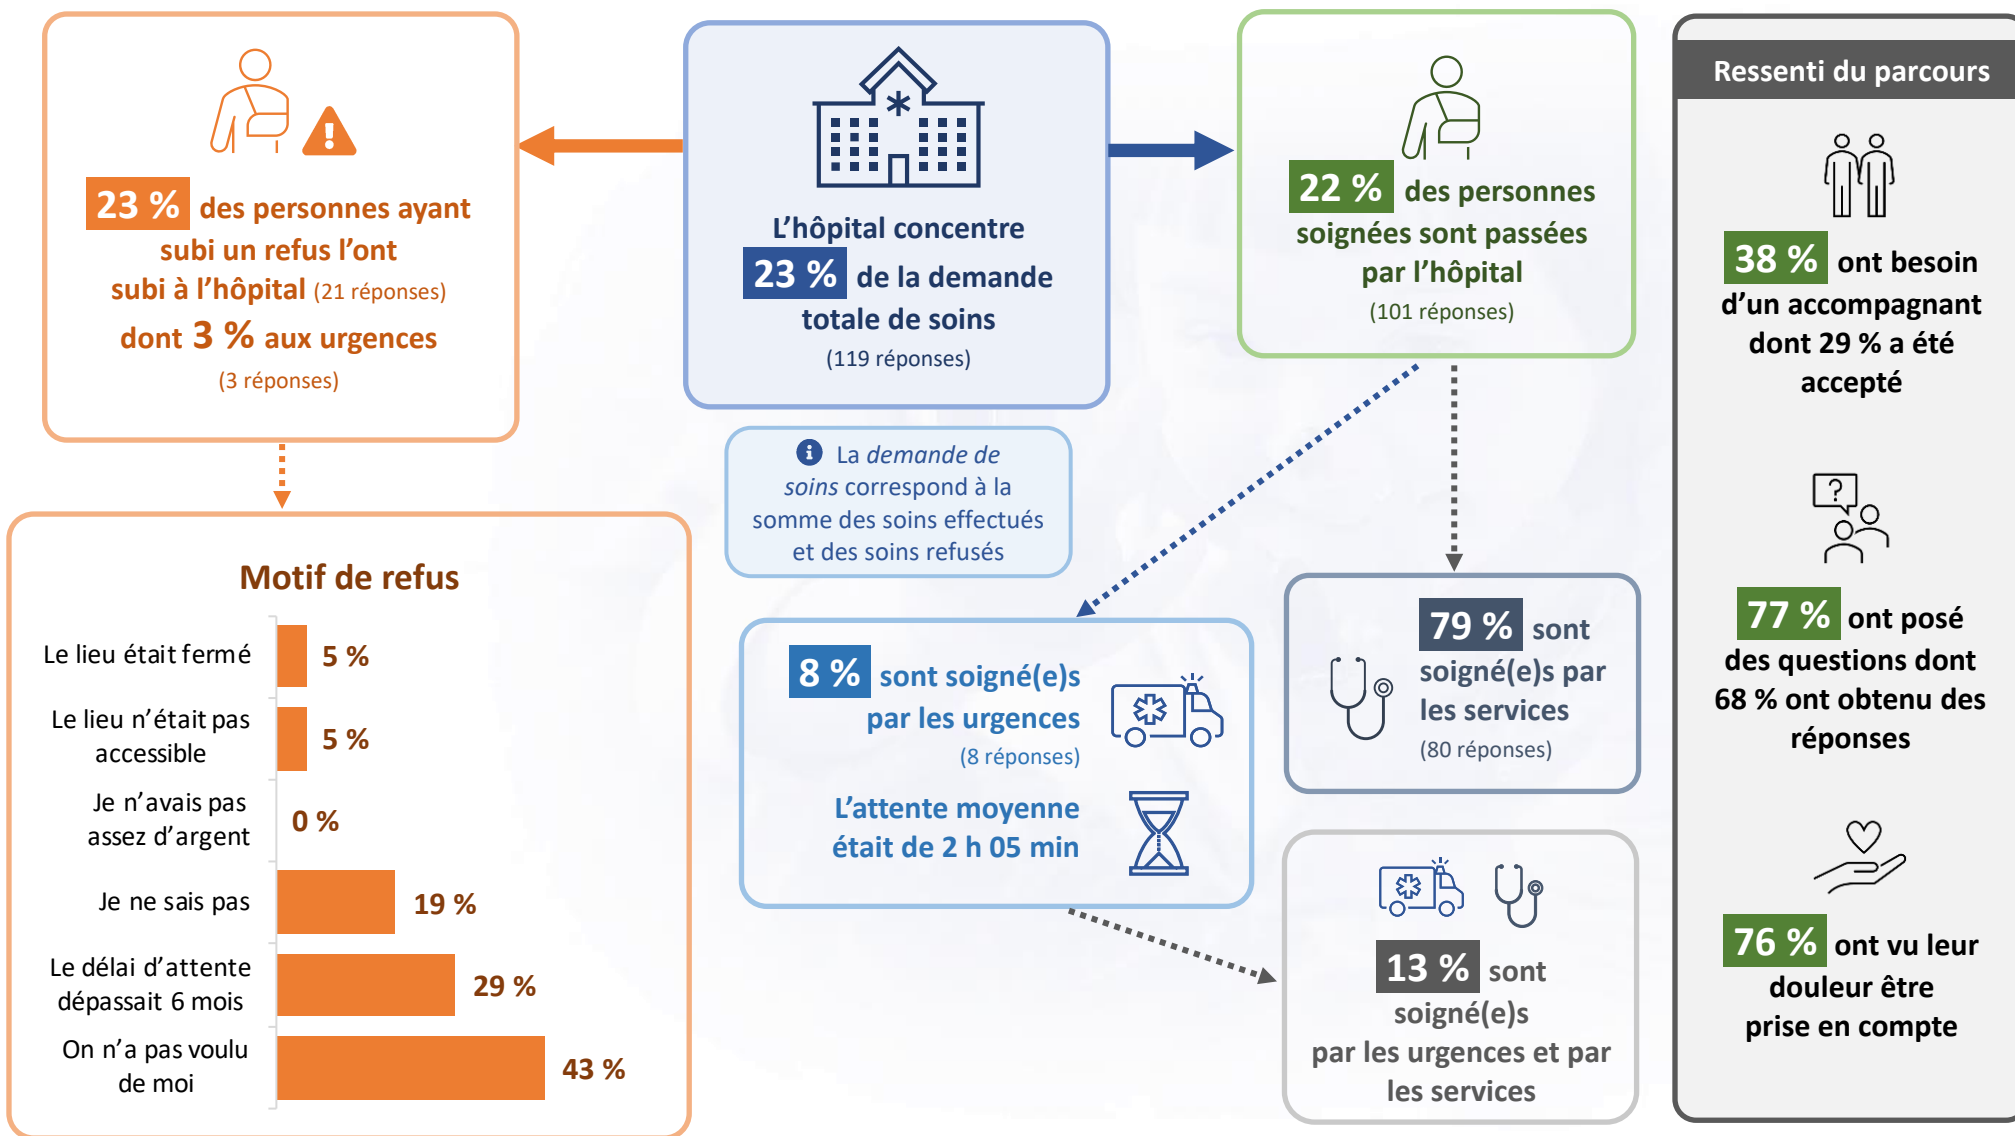 23 % des personnes ayant
subi un refus l’ont
subi à l’hôpital (21 réponses)
dont 3 % aux urgences
(3 réponses)
L’hôpital concentre
23 % de la demande
totale de soins
(119 réponses)
22 % des personnes
soignées sont passées
par l’hôpital
(101 réponses)
i La demande de
soins correspond à la
somme des soins effectués
et des soins refusés
Motif de refus
Le lieu était fermé
5 %
Le lieu n’était pas
accessible
5 %
Je n’avais pas
assez d’argent
0 %
Je ne sais pas
19 %
Le délai d’attente
dépassait 6 mois
29 %
On n’a pas voulu
de moi
43 %
8 % sont soigné(e)s
par les urgences
(8 réponses)
L’attente moyenne
était de 2 h 05 min
79 % sont
soigné(e)s par
les services
(80 réponses)
13 % sont
soigné(e)s
par les urgences et par
les services
Ressenti du parcours
38 % ont besoin
d’un accompagnant
dont 29 % a été
accepté
?
77 % ont posé
des questions dont
68 % ont obtenu des
réponses
76 % ont vu leur
douleur être
prise en compte